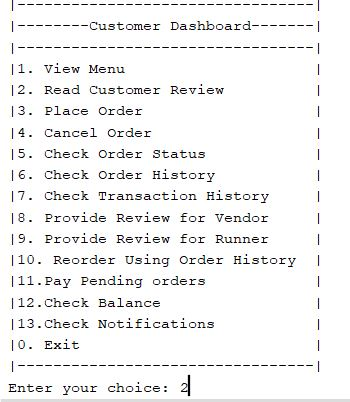 |--------------------------------|
|--------Customer Dashboard-------|
|--------------------------------|
|1. View Menu                     |
|2. Read Customer Review          |
|3. Place Order                   |
|4. Cancel Order                  |
|5. Check Order Status            |
|6. Check Order History           |
|7. Check Transaction History     |
|8. Provide Review for Vendor     |
|9. Provide Review for Runner     |
|10. Reorder Using Order History  |
|11.Pay Pending orders            |
|12.Check Balance                 |
|13.Check Notifications           |
|0. Exit                          |
|--------------------------------|
Enter your choice: 2